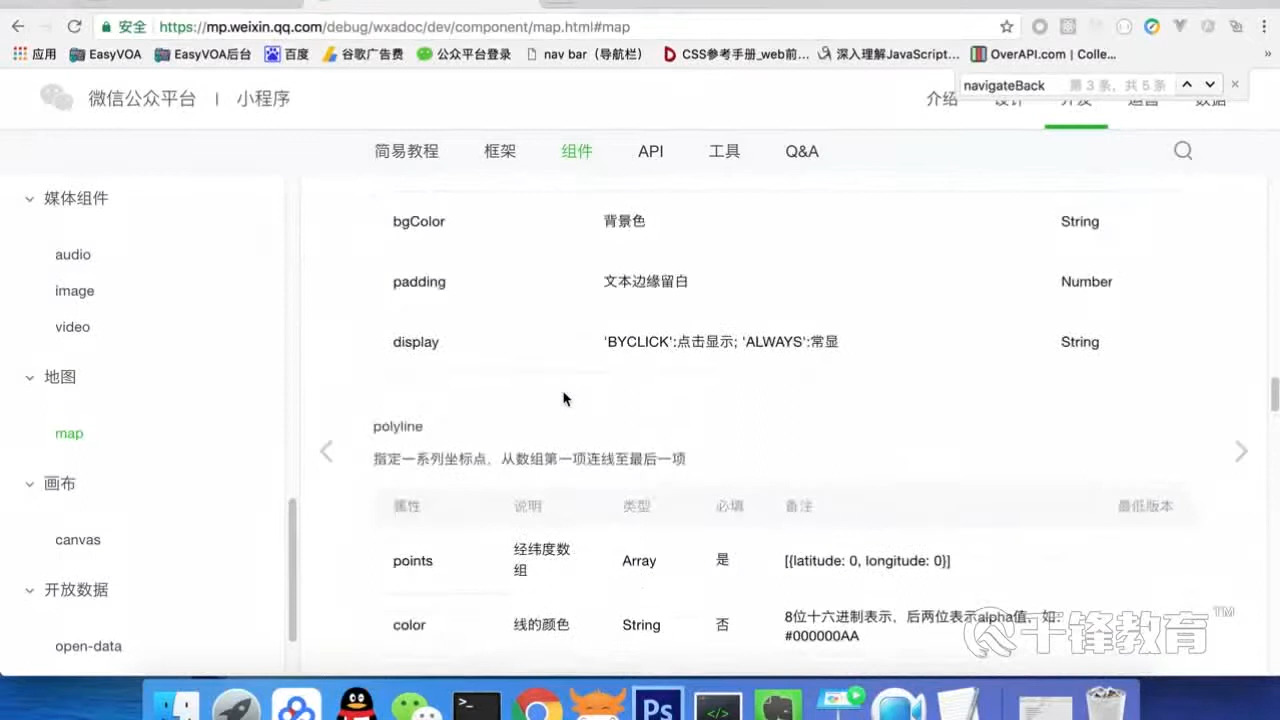 安全 https://mp.weixin.qq.com/debug/wxadoc/dev/component/map.html#map
应用 EasyVOA EasyVOA后台 百度 谷歌广告费 公众平台登录 nav bar（导航栏） CSS参考手册_web前... 深入理解JavaScript... OverAPI.com | Colle... »
navigateBack 第 3 条，共 5 条
微信公众平台 | 小程序 介绍 设计 开发 运营 数据
简易教程 框架 组件 API 工具 Q&A
媒体组件
audio
image
video
地图
map
画布
canvas
开放数据
open-data
bgColor 背景色 String
padding 文本边缘留白 Number
display 'BYCLICK':点击显示; 'ALWAYS':常显 String
polyline
指定一系列坐标点，从数组第一项连线至最后一项
属性 说明 类型 必填 备注 最低版本
points 经纬度数组 Array 是 [{latitude: 0, longitude: 0}]
color 线的颜色 String 否 8位十六进制表示，后两位表示alpha值，如：
#000000AA
千锋教育™
Ps